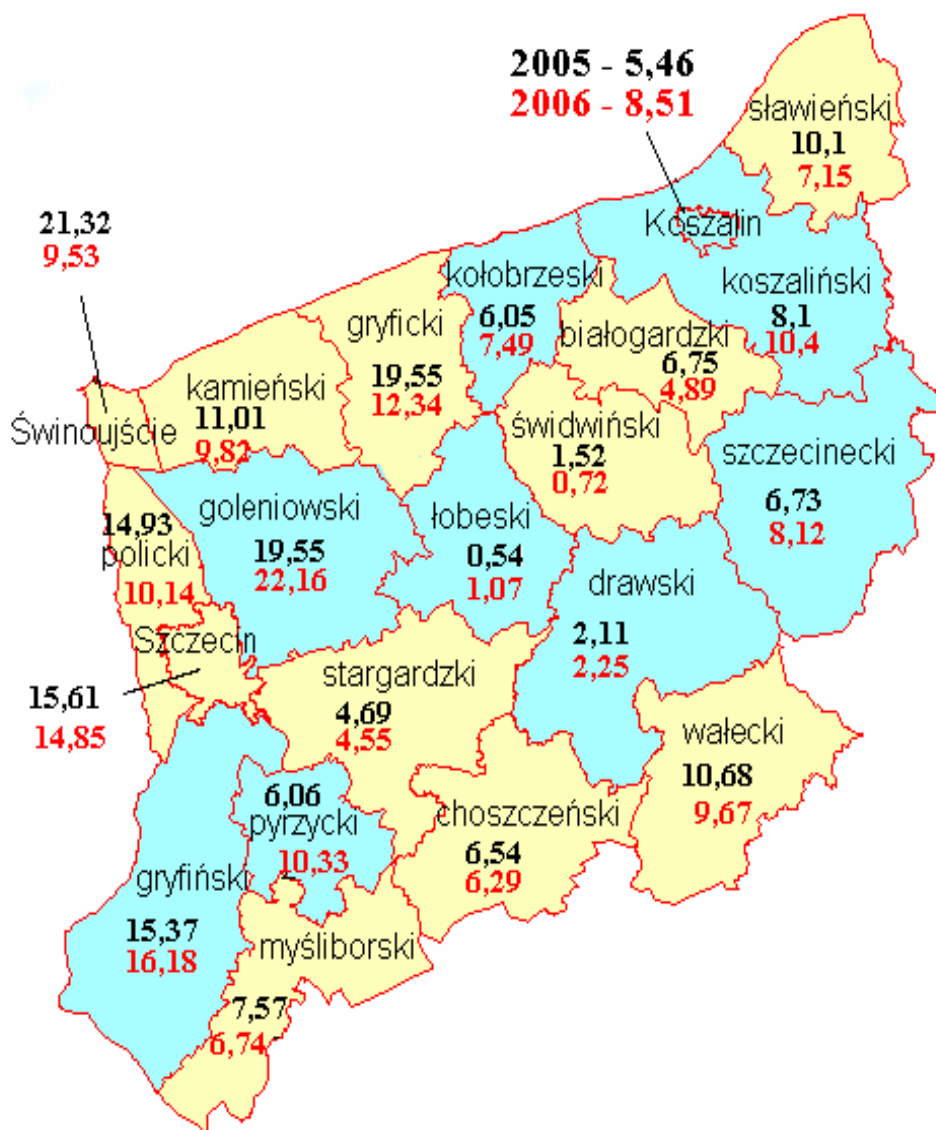 2005 - 5,46
2006 - 8,51
sławieński
10,1
7,15
21,32
9,53
Koszalin
kołobrzeski
6,05
7,49
koszaliński
8,1
10,4
gryficki
19,55
12,34
białogardzki
6,75
4,89
kamieński
11,01
9,82
Świnoujście
świdwiński
1,52
0,72
szczecinecki
6,73
8,12
goleniowski
19,55
22,16
łobeski
0,54
1,07
14,93
policki
10,14
drawski
2,11
2,25
Szczecin
15,61
14,85
stargardzki
4,69
4,55
wałecki
10,68
9,67
6,06
pyrzycki
10,33
choszczeński
6,54
6,29
gryfiński
15,37
16,18
myśliborski
7,57
6,74